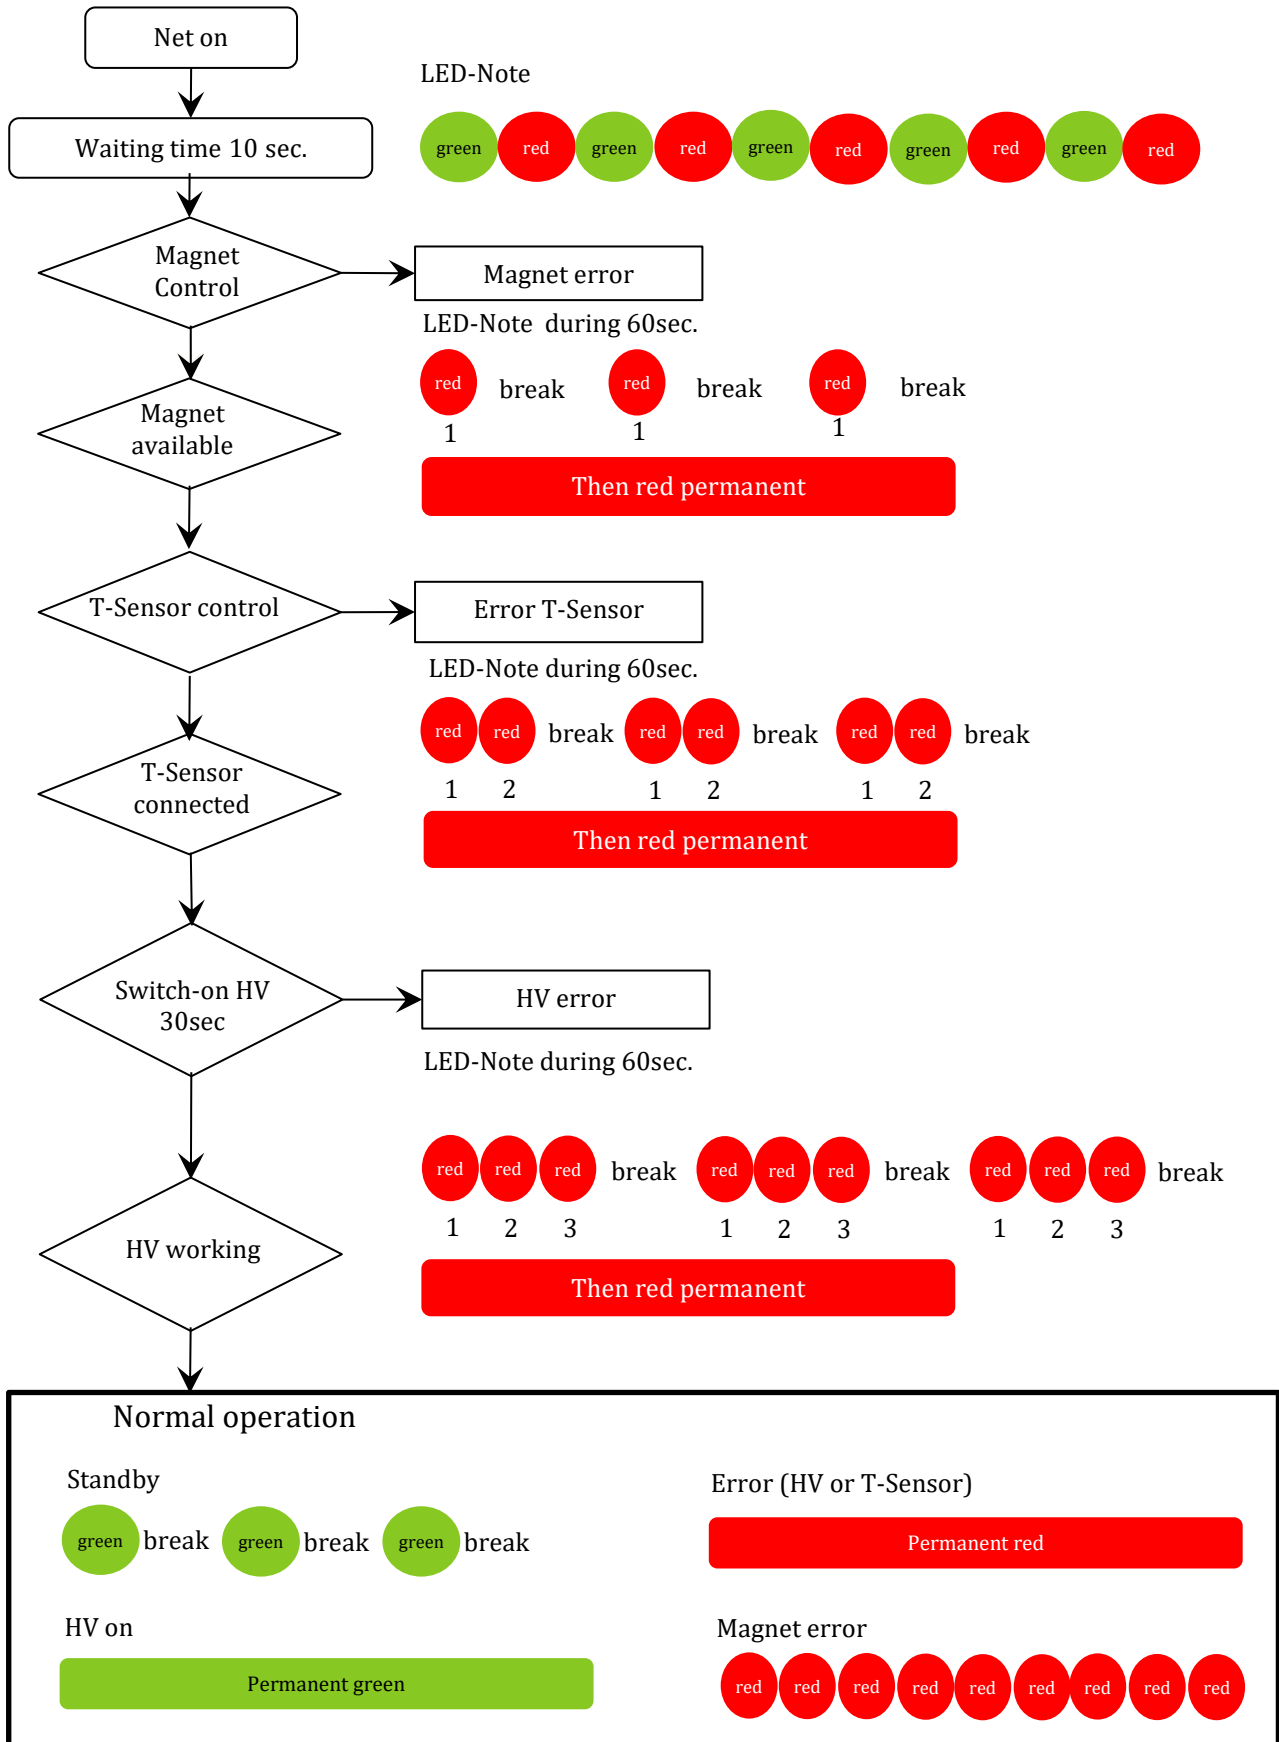 Net on
LED-Note
Waiting time 10 sec.
green red green red green red green red green red
Magnet
Control
Magnet error
LED-Note  during 60sec.
red break red break red break
1 1 1
Magnet
available
Then red permanent
T-Sensor control
Error T-Sensor
LED-Note during 60sec.
red red break red red break red red break
1 2 1 2 1 2
T-Sensor
connected
Then red permanent
Switch-on HV
30sec
HV error
LED-Note during 60sec.
red red red break red red red break red red red break
1 2 3 1 2 3 1 2 3
HV working
Then red permanent
Normal operation
Standby
green break green break green break
Error (HV or T-Sensor)
Permanent red
HV on
Permanent green
Magnet error
red red red red red red red red red